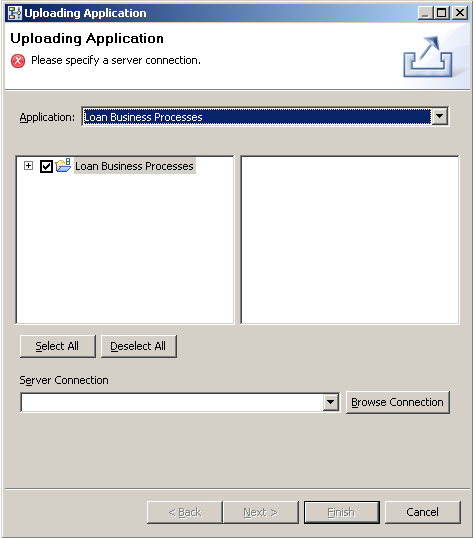 Uploading Application
Uploading Application
Please specify a server connection.
Application: Loan Business Processes
Loan Business Processes
Select All Deselect All
Server Connection
Browse Connection
< Back Next > Finish Cancel